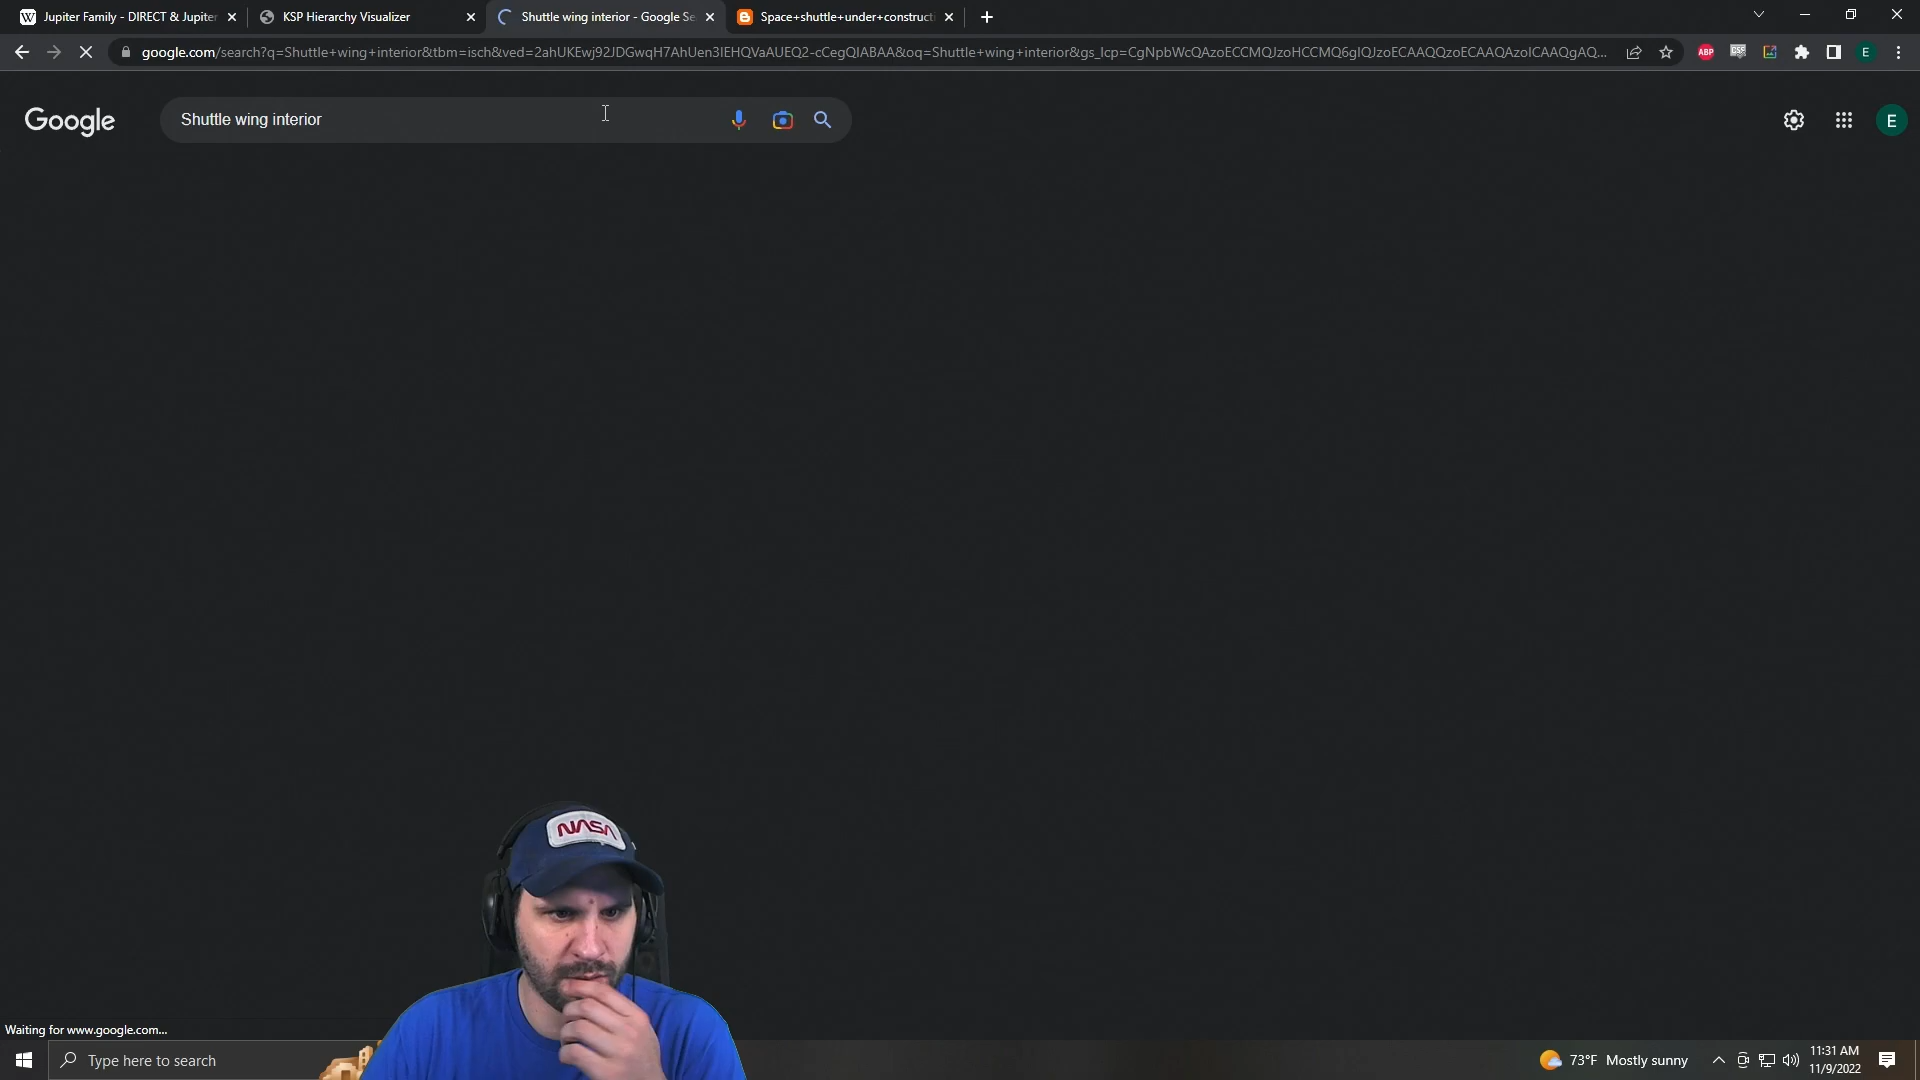 Jupiter Family - DIRECT & Jupiter
KSP Hierarchy Visualizer
Shuttle wing interior - Google Se
Space+shuttle+under+constructi
google.com/search?q=Shuttle+wing+interior&tbm=isch&ved=2ahUKEwj92JDGwqH7AhUen3IEHQVaAUEQ2-cCegQIABAA&oq=Shuttle+wing+interior&gs_lcp=CgNpbWcQAzoECCMQJzoHCCMQ6gIQJzoECAAQQzoECAAQAzoICAAQgAQ...
ABP
E
Google
Shuttle wing interior
E
NASA
Waiting for www.google.com...
Type here to search
73°F Mostly sunny
11:31 AM
11/9/2022